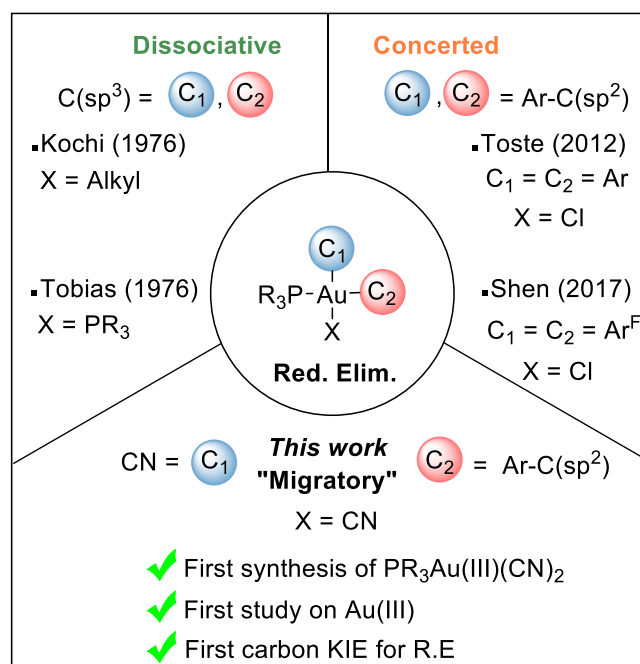 Dissociative
C(sp³) = C₁ , C₂
▪Kochi (1976)
X = Alkyl
▪Tobias (1976)
X = PR₃
Concerted
C₁ , C₂ = Ar-C(sp²)
▪Toste (2012)
C₁ = C₂ = Ar
X = Cl
▪Shen (2017)
C₁ = C₂ = Arᶠ
X = Cl
C₁
R₃P-Au-C₂
X
Red. Elim.
This work
CN = C₁ "Migratory" C₂ = Ar-C(sp²)
X = CN
✓ First synthesis of PR₃Au(III)(CN)₂
✓ First study on Au(III)
✓ First carbon KIE for R.E